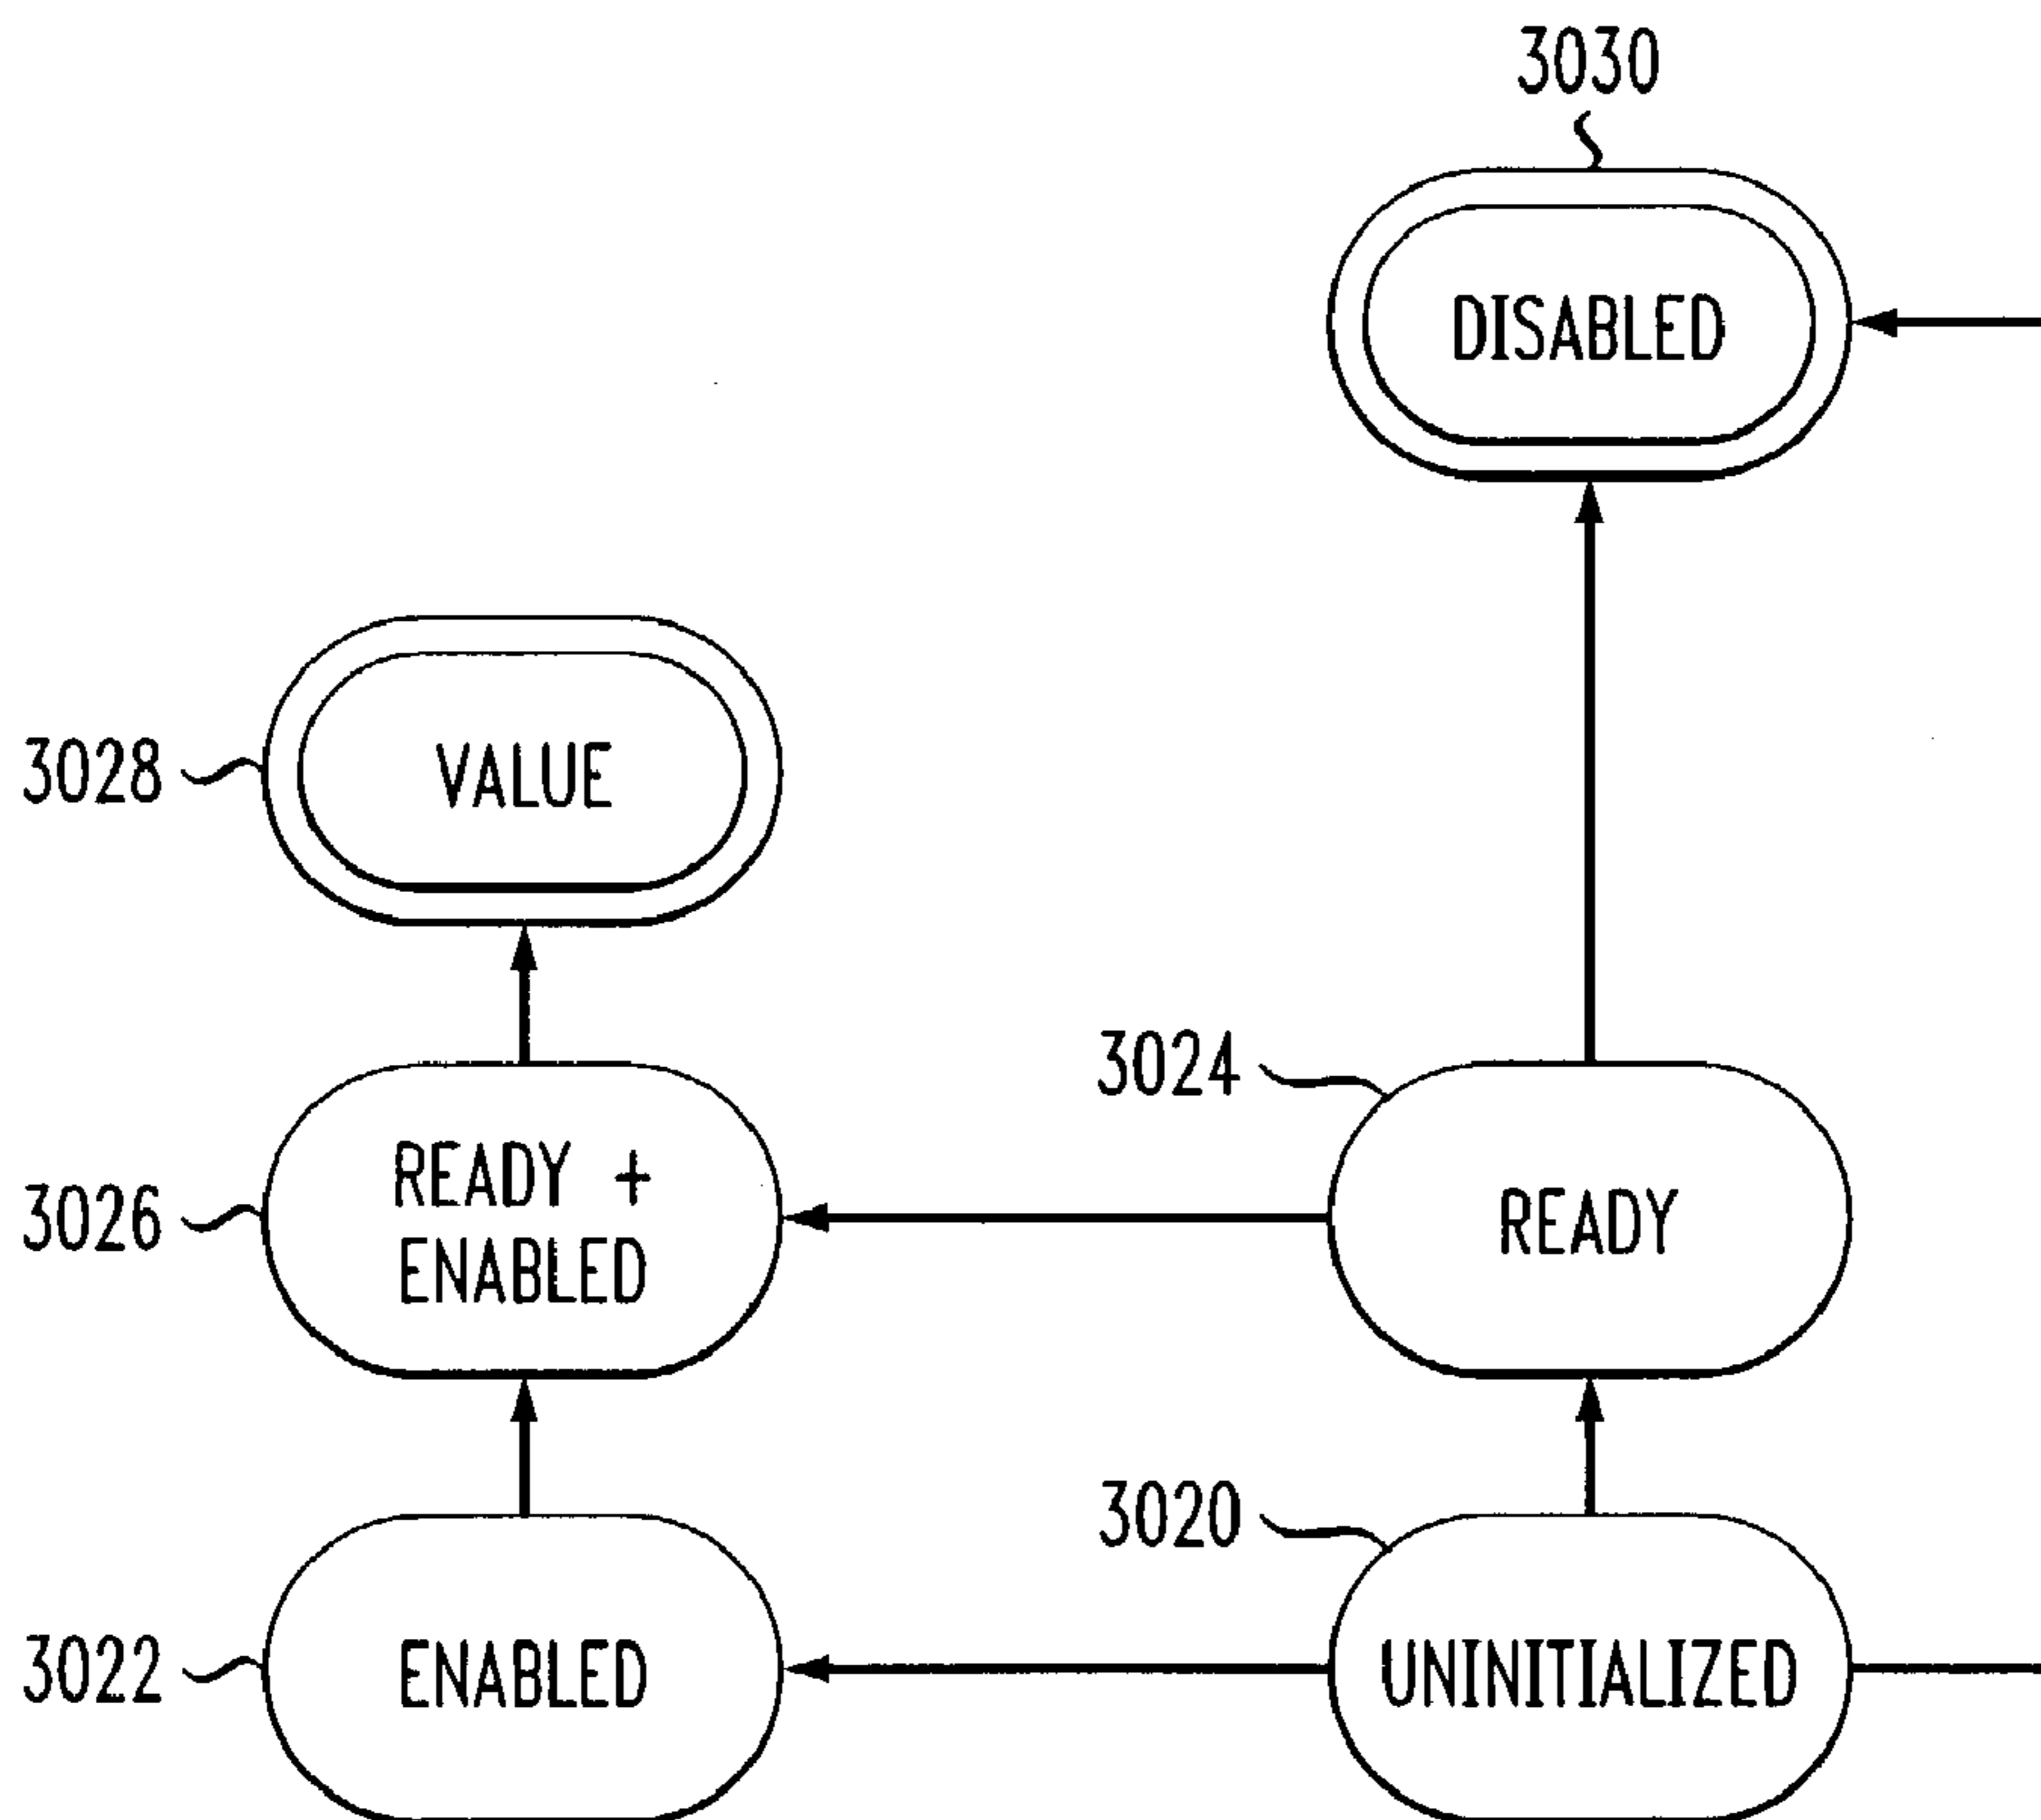 3030
DISABLED
3028
VALUE
3024
3026
READY +
ENABLED
READY
3020
3022
ENABLED
UNINITIALIZED